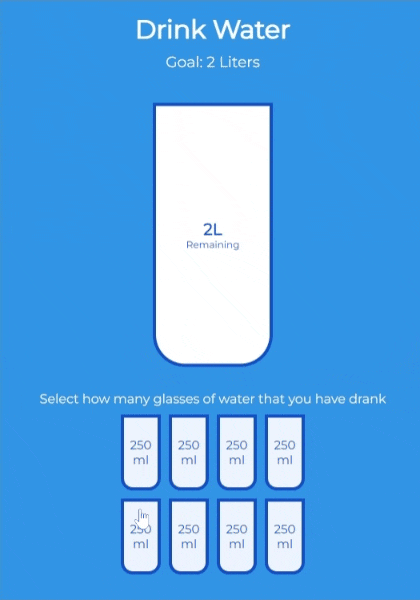 Drink Water
Goal: 2 Liters
2L
Remaining
Select how many glasses of water that you have drank
250 250 250 250
ml ml ml ml
250 250 250 250
ml ml ml ml